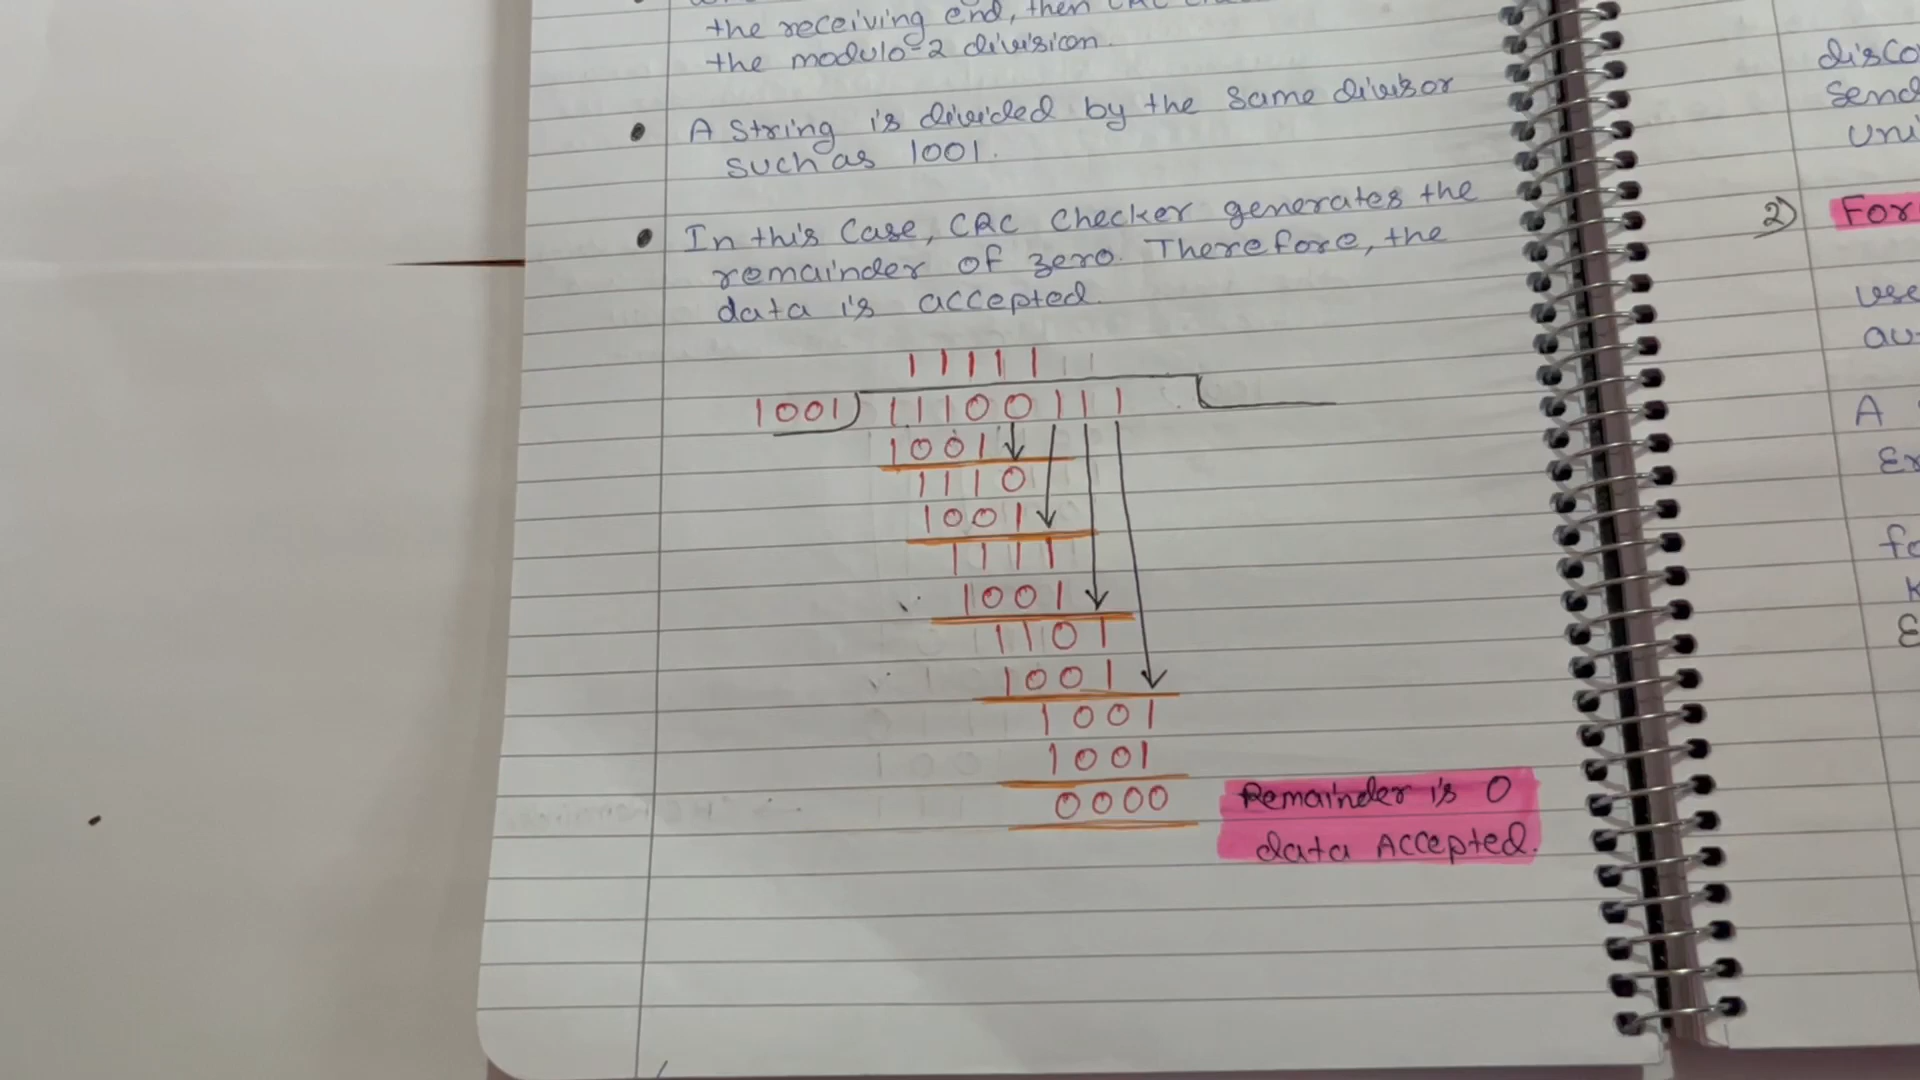 the receiving end, then CRC
the modulo-2 division.
A String is divided by the same divisor
such as 1001.
In this Case, CRC Checker generates the
remainder of zero. Therefore, the
data is accepted.
11111
1001) 11100111
1001
1110
1001
1111
1001
1101
1001
1001
1001
0000
Remainder is 0
data Accepted.
2)
A